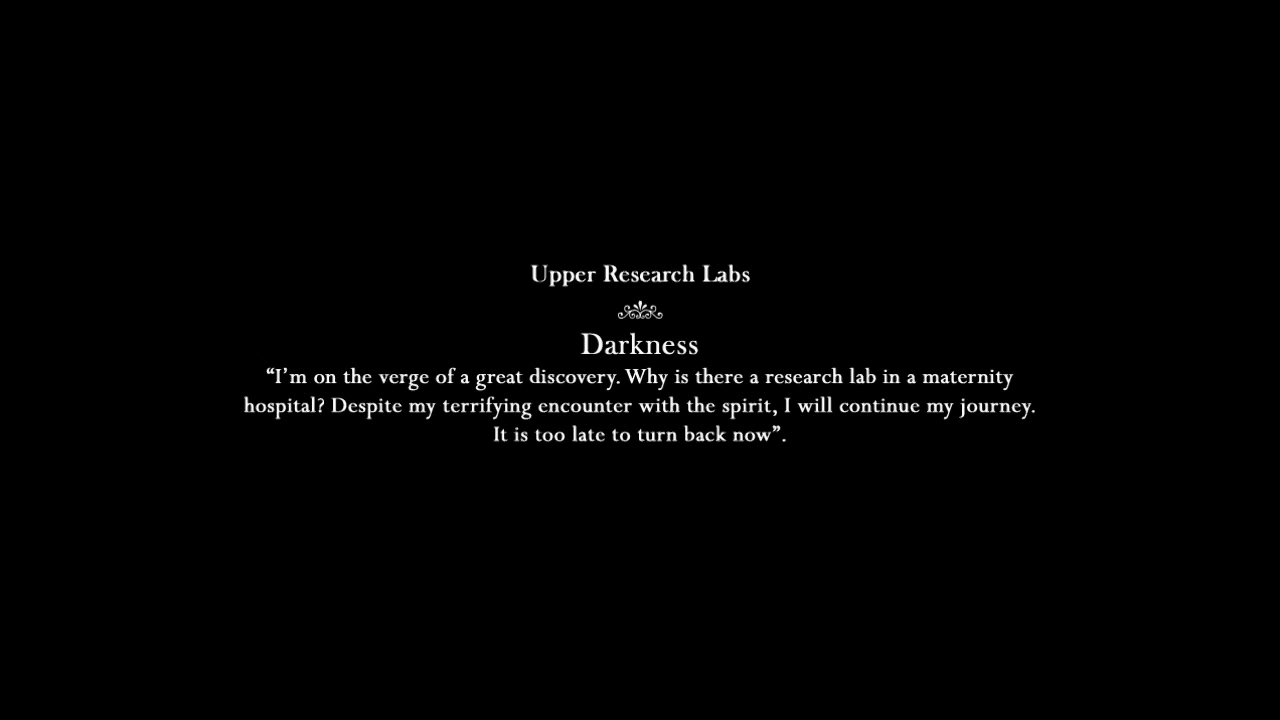 Upper Research Labs
Darkness
“I’m on the verge of a great discovery. Why is there a research lab in a maternity
hospital? Despite my terrifying encounter with the spirit, I will continue my journey.
It is too late to turn back now”.